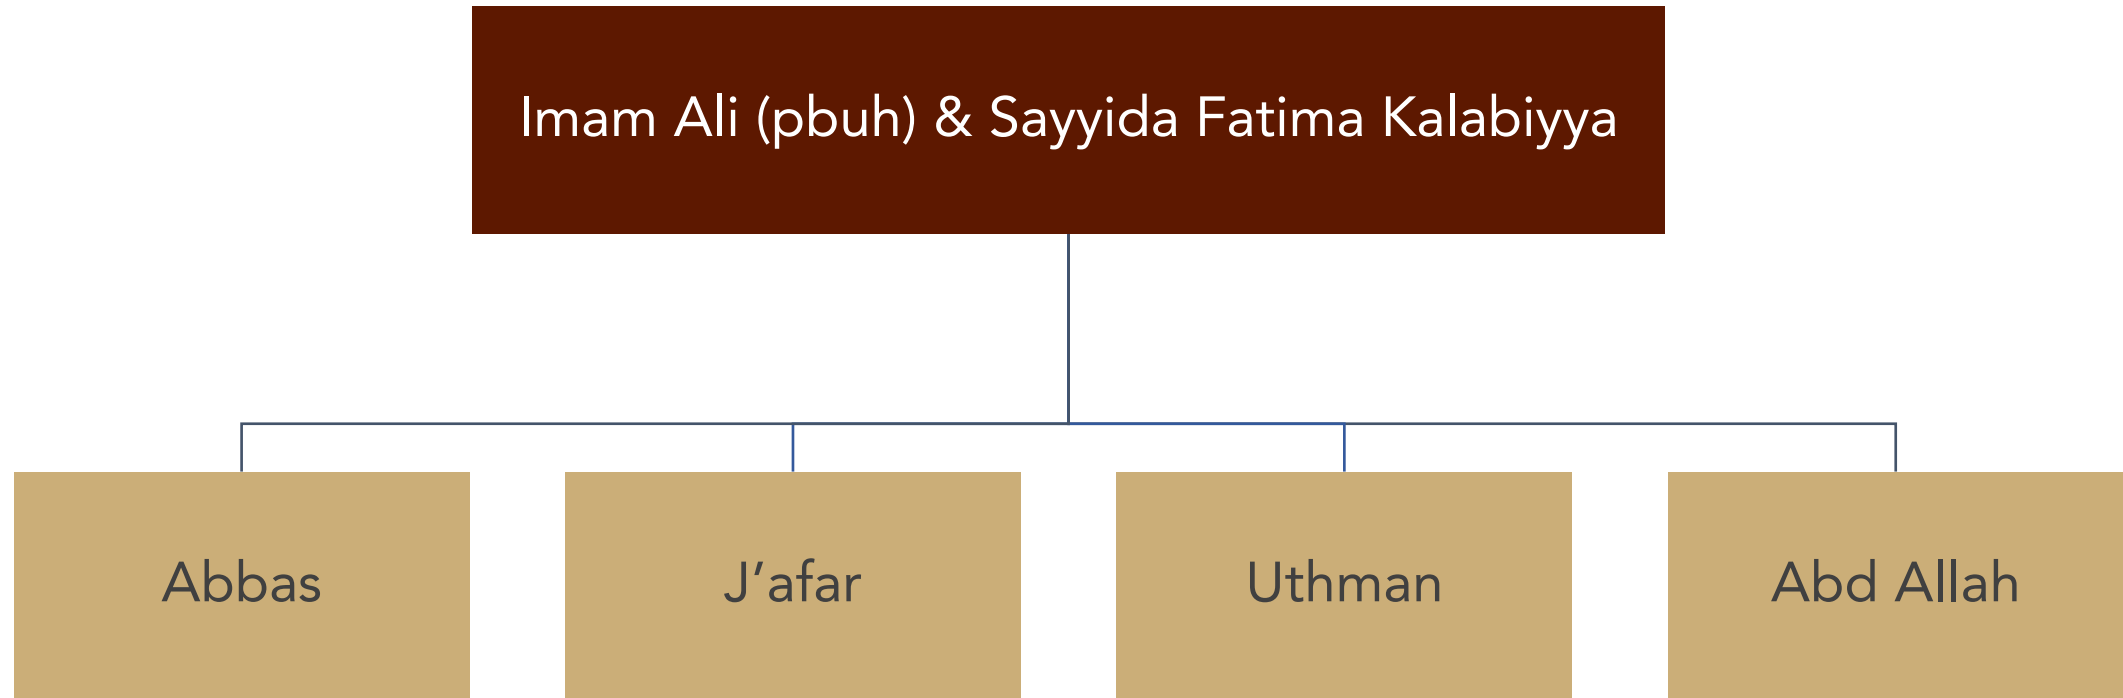 Imam Ali (pbuh) & Sayyida Fatima Kalabiyya
Abbas
J’afar
Uthman
Abd Allah